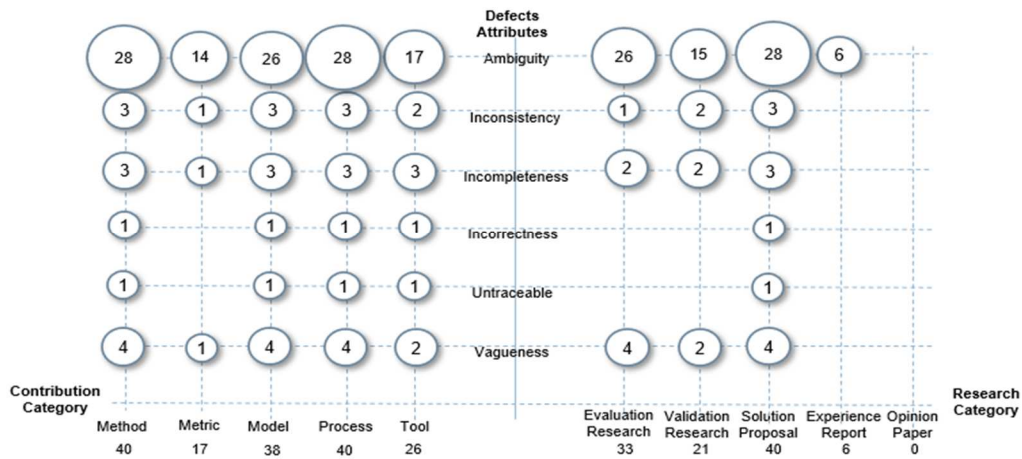 Defects
Attributes
28 14 26 28 17 Ambiguity 26 15 28 6
3 1 3 3 2 Inconsistency 1 2 3
3 1 3 3 3 Incompleteness 2 2 3
1 1 1 1 Incorrectness 1
1 1 1 1 Untraceable 1
4 1 4 4 2 Vagueness 4 2 4
Contribution
Category
Research
Category
Method Metric Model Process Tool
40 17 38 40 26
Evaluation Validation Solution Experience Opinion
Research Research Proposal Report Paper
33 21 40 6 0